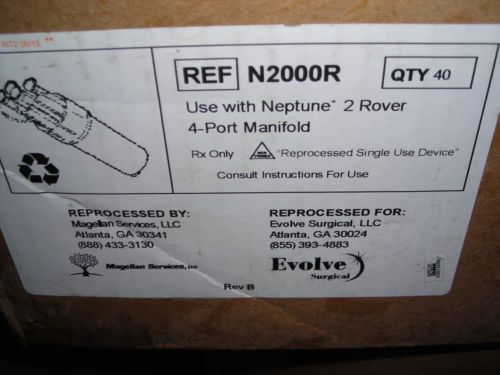 REF N2000R
QTY 40
Use with Neptune* 2 Rover
4-Port Manifold
Rx Only "Reprocessed Single Use Device"
Consult Instructions For Use
REPROCESSED BY:
Magellan Services, LLC
Atlanta, GA 30341
(888) 433-3130
Magellan Services, LLC
REPROCESSED FOR:
Evolve Surgical, LLC
Atlanta, GA 30024
(855) 393-4883
Evolve
Surgical
Rev B